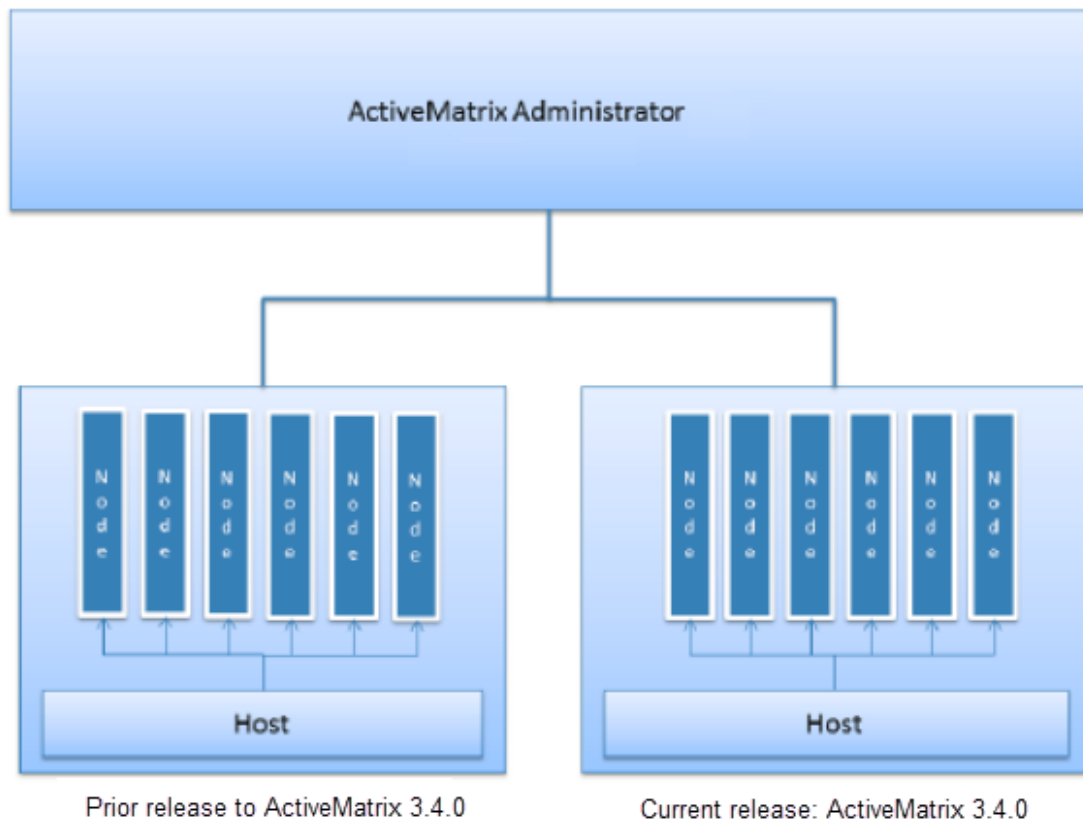 ActiveMatrix Administrator
Node
Node
Node
Node
Node
Node
Host
Node
Node
Node
Node
Node
Node
Host
Prior release to ActiveMatrix 3.4.0
Current release: ActiveMatrix 3.4.0